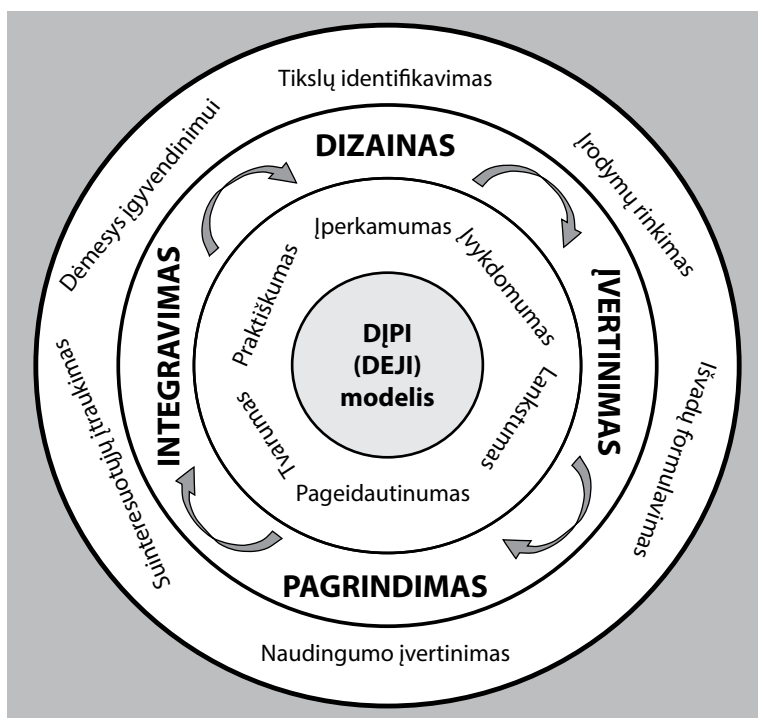 Tikslų identifikavimas
Įrodymų rinkimas
Išvadų formulavimas
Naudingumo įvertinimas
Suinteresuotųjų įtraukimas
Dėmesys įgyvendinimui
DIZAINAS
ĮVERTINIMAS
PAGRINDIMAS
INTEGRAVIMAS
Įperkamumas
Įvykdomumas
Lankstumas
Pageidautinumas
Tvarumas
Praktiškumas
DĮPI
(DEJI)
modelis